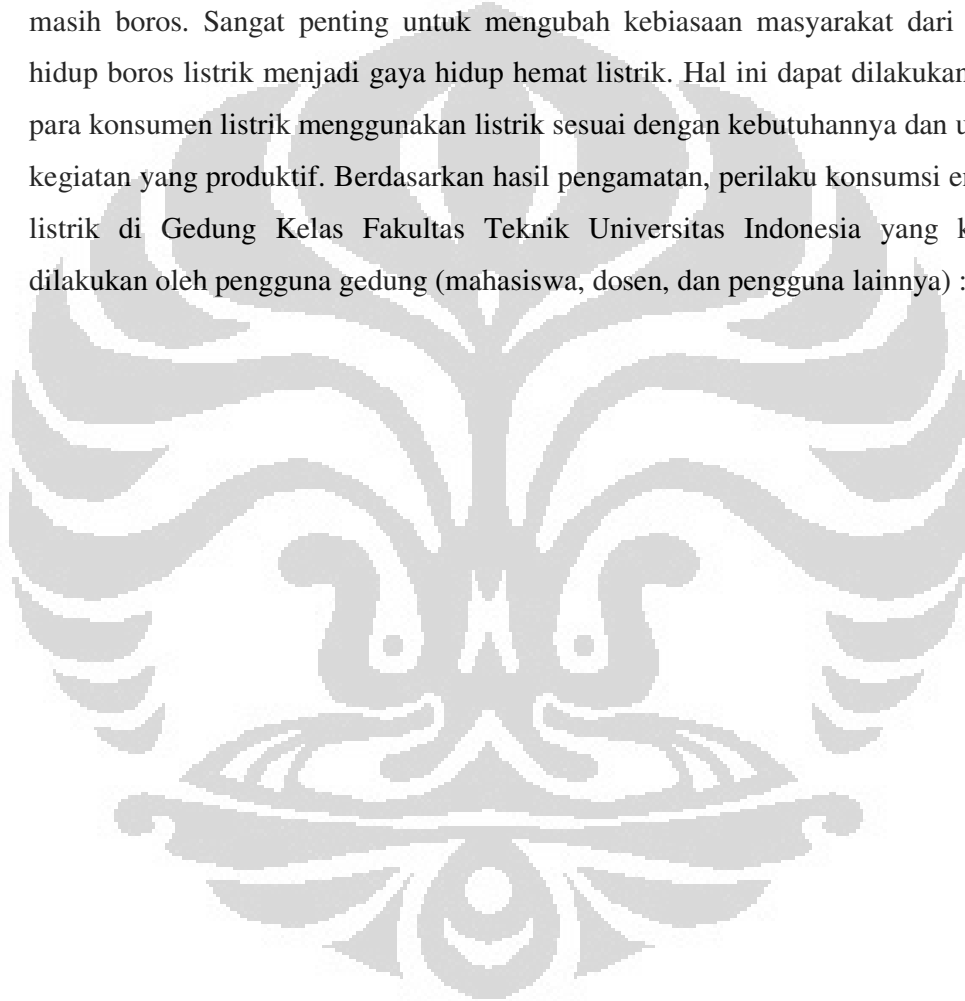 masih boros. Sangat penting untuk mengubah kebiasaan masyarakat dari
hidup boros listrik menjadi gaya hidup hemat listrik. Hal ini dapat dilakukan
para konsumen listrik menggunakan listrik sesuai dengan kebutuhannya dan
kegiatan yang produktif. Berdasarkan hasil pengamatan, perilaku konsumsi
listrik di Gedung Kelas Fakultas Teknik Universitas Indonesia yang
dilakukan oleh pengguna gedung (mahasiswa, dosen, dan pengguna lainnya) :